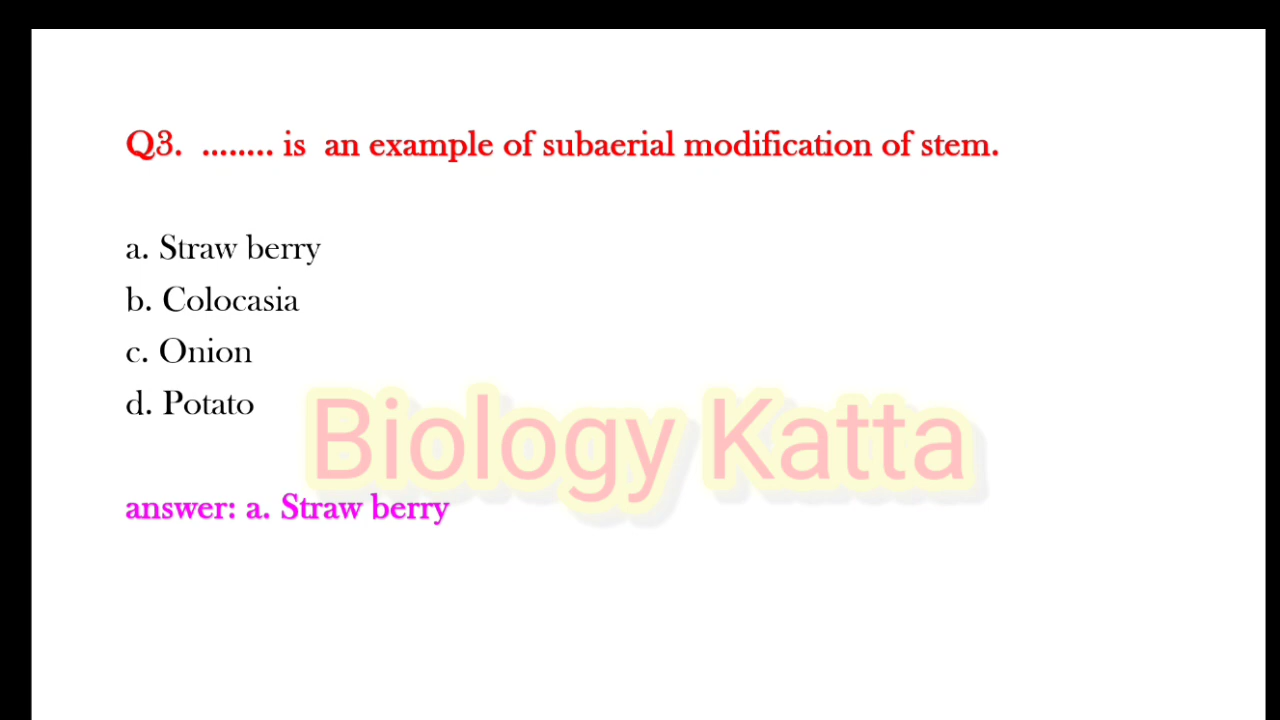 Q3. ........ is an example of subaerial modification of stem.
a. Straw berry
b. Colocasia
c. Onion
d. Potato
Biology Katta
answer: a. Straw berry